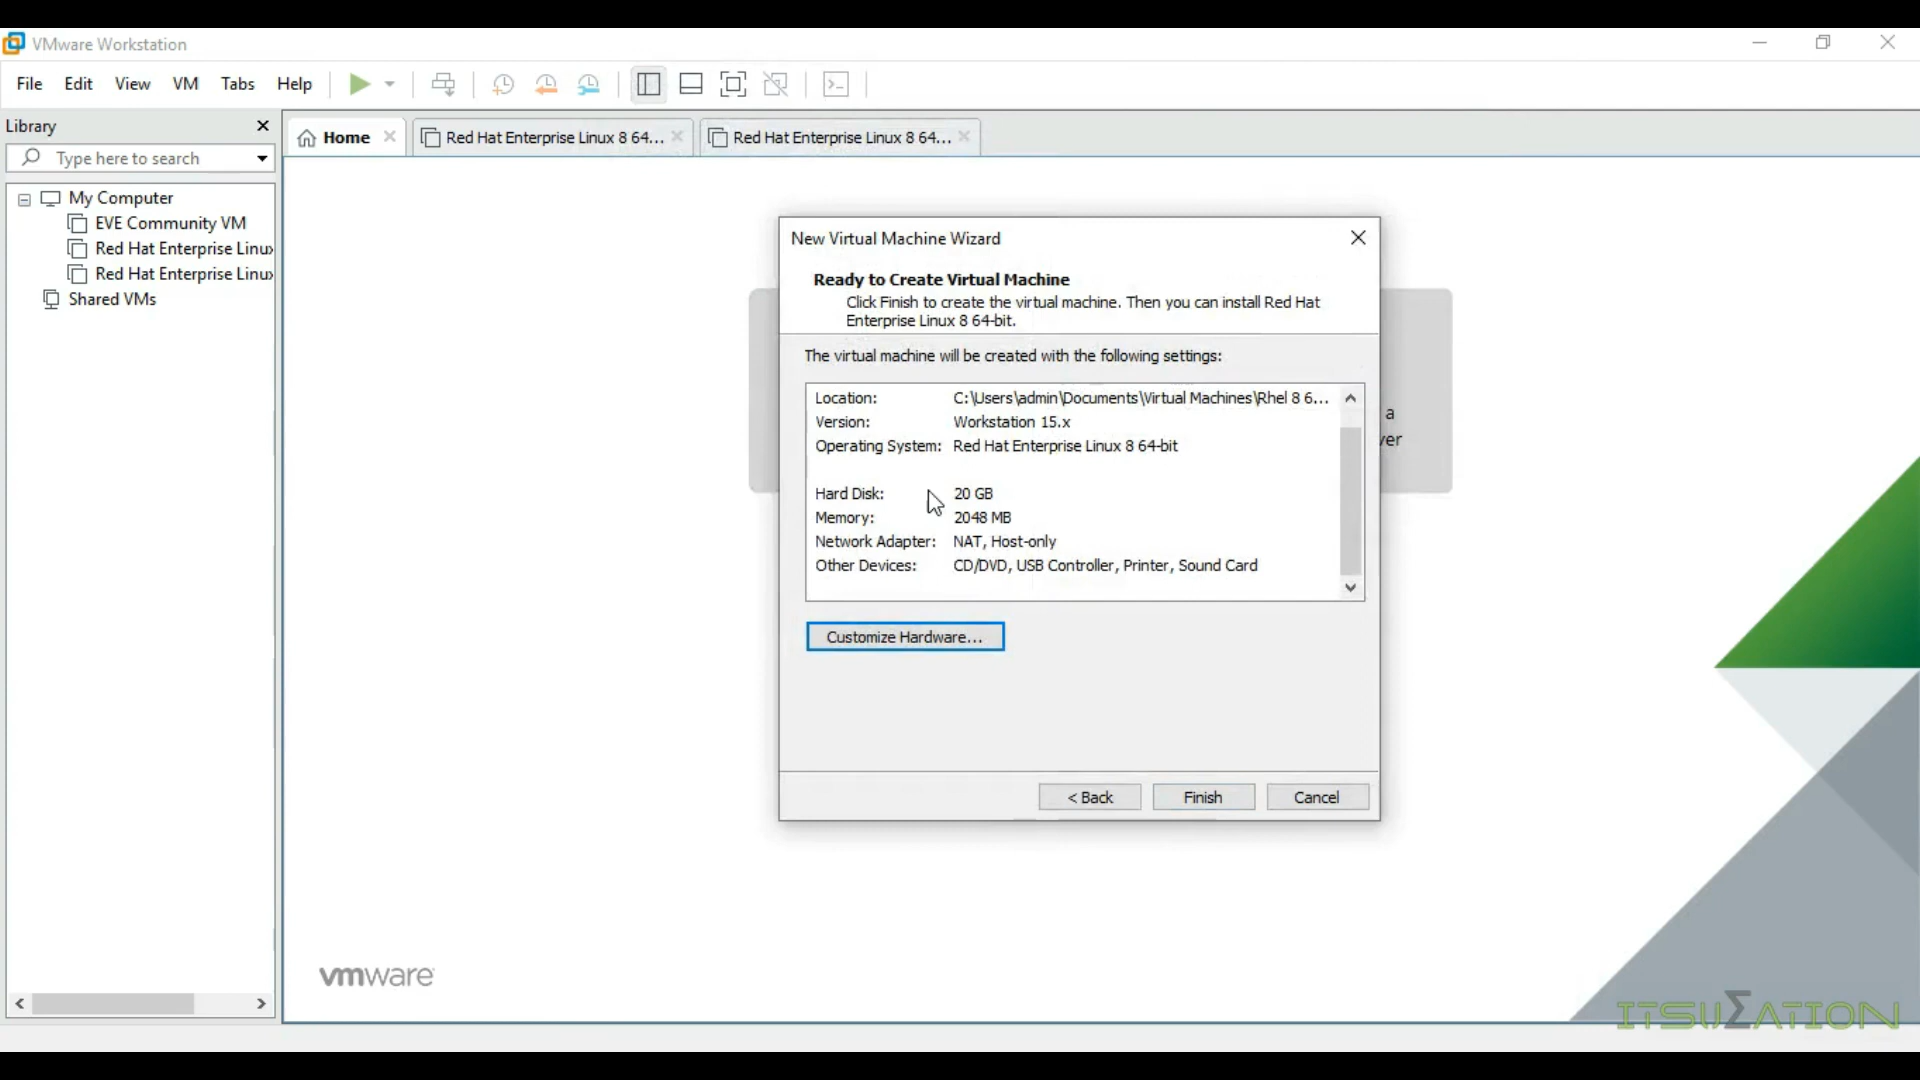 VMware Workstation
File Edit View VM Tabs Help
Library
Type here to search
My Computer
EVE Community VM
Red Hat Enterprise Linux
Red Hat Enterprise Linux
Shared VMs
Home
Red Hat Enterprise Linux 8 64...
Red Hat Enterprise Linux 8 64...
New Virtual Machine Wizard
Ready to Create Virtual Machine
Click Finish to create the virtual machine. Then you can install Red Hat
Enterprise Linux 8 64-bit.
The virtual machine will be created with the following settings:
Location: C:\Users\admin\Documents\Virtual Machines\Rhel 8 6...
Version: Workstation 15.x
Operating System: Red Hat Enterprise Linux 8 64-bit
Hard Disk: 20 GB
Memory: 2048 MB
Network Adapter: NAT, Host-only
Other Devices: CD/DVD, USB Controller, Printer, Sound Card
Customize Hardware...
< Back Finish Cancel
a
ver
vmware